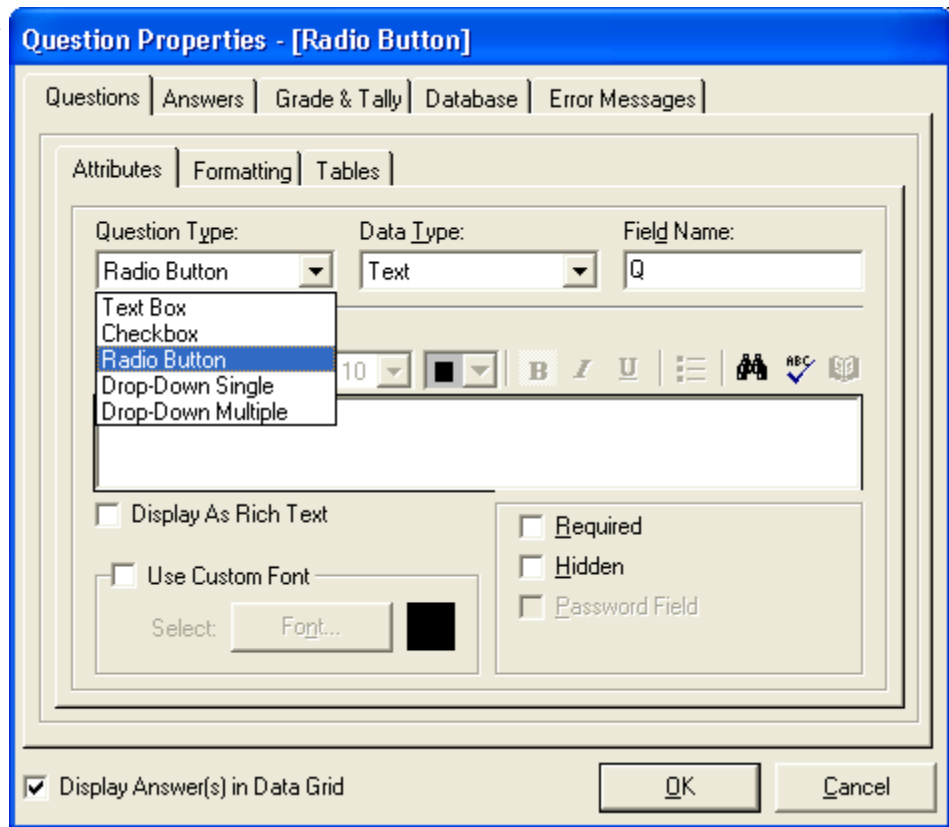 Question Properties - [Radio Button]
Questions Answers Grade & Tally Database Error Messages
Attributes Formatting Tables
Question Type: Data Type: Field Name:
Radio Button Text Q
Text Box
Checkbox
Radio Button
10 B I U ABC
Drop-Down Single
Drop-Down Multiple
Display As Rich Text
Required
Use Custom Font
Hidden
Select: Font...
Password Field
Display Answer(s) in Data Grid OK Cancel